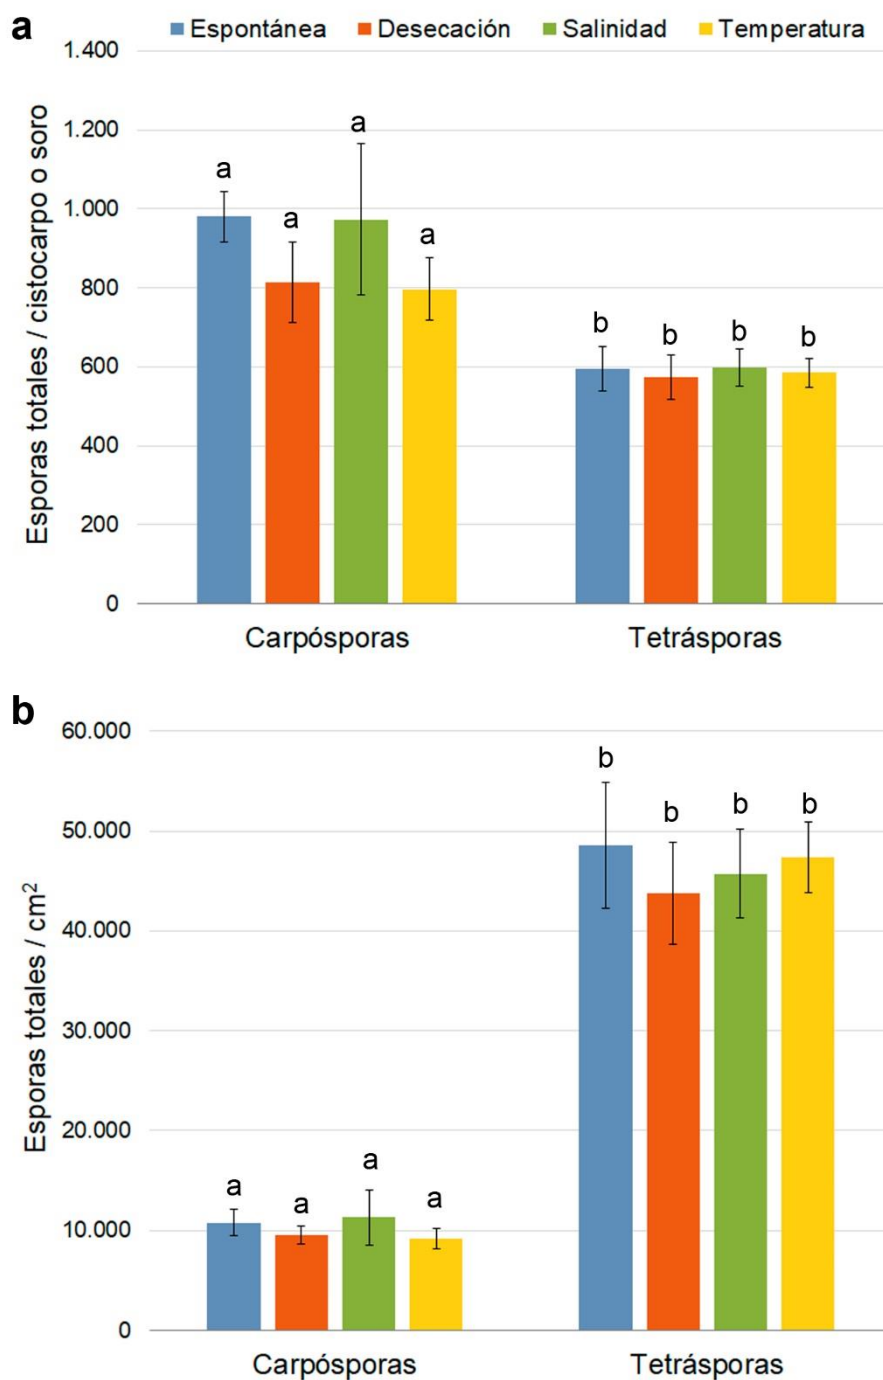 a
Espontánea Desecación Salinidad Temperatura
Esporas totales / cistocarpo o soro
1.400
1.200
1.000
800
600
400
200
0
a a a a b b b b
Carpósporas Tetrásporas
b
Esporas totales / cm²
60.000
50.000
40.000
30.000
20.000
10.000
0
a a a a b b b b
Carpósporas Tetrásporas